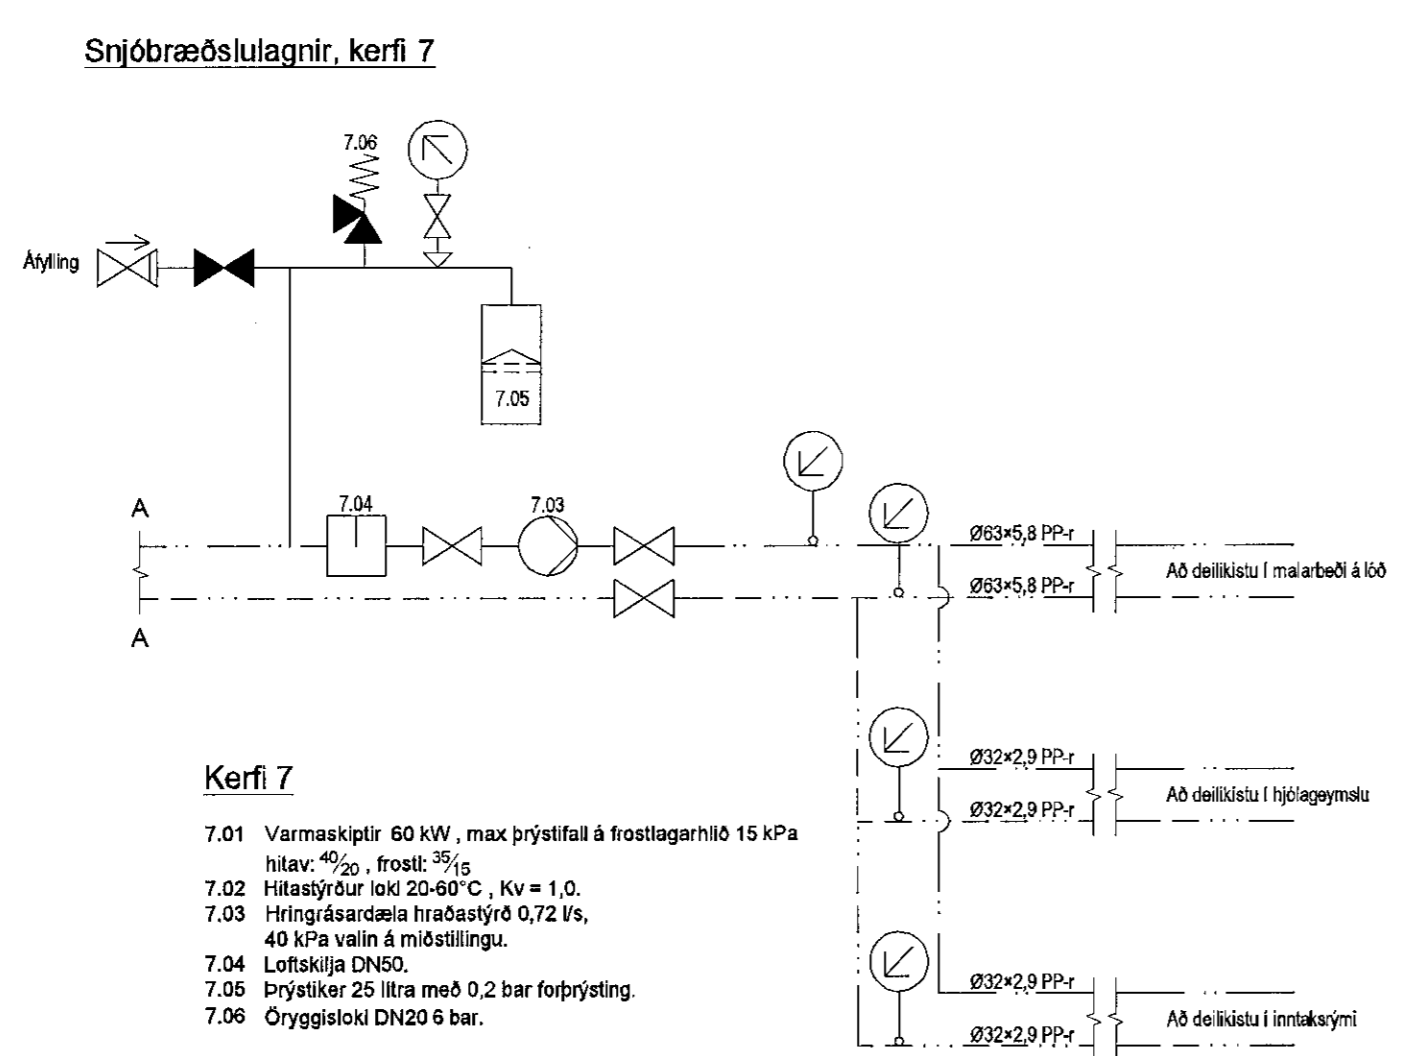 Snjóbræðslulagnir, kerfi 7
7.06
Áfylling
7.05
A
7.04
7.03
Ø63×5,8 PP-r
Að deilikistu í malarbeði á lóð
Ø63×5,8 PP-r
A
Ø32×2,9 PP-r
Að deilikistu í hjólageymslu
Ø32×2,9 PP-r
Ø32×2,9 PP-r
Að deilikistu í inntaksrými
Ø32×2,9 PP-r
Kerfi 7
7.01 Varmaskiptir 60 kW , max þrýstifall á frostlagarhlið 15 kPa
hitav: 40/20 , frostl: 35/15
7.02 Hitastýrður loki 20-60°C , Kv = 1,0.
7.03 Hringrásardæla hraðastýrð 0,72 l/s,
40 kPa valin á miðstillingu.
7.04 Loftskilja DN50.
7.05 Þrýstiker 25 lítra með 0,2 bar forþrýsting.
7.06 Öryggisloki DN20 6 bar.